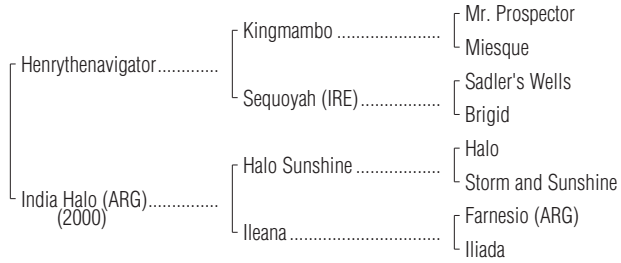 Mr. Prospector
Kingmambo ..................
Miesque
Henrythenavigator.............
Sadler's Wells
Sequoyah (IRE)..............
Brigid
Halo
Halo Sunshine ...............
Storm and Sunshine
India Halo (ARG)...............
(2000)
Farnesio (ARG)
Ileana ...........................
Iliada